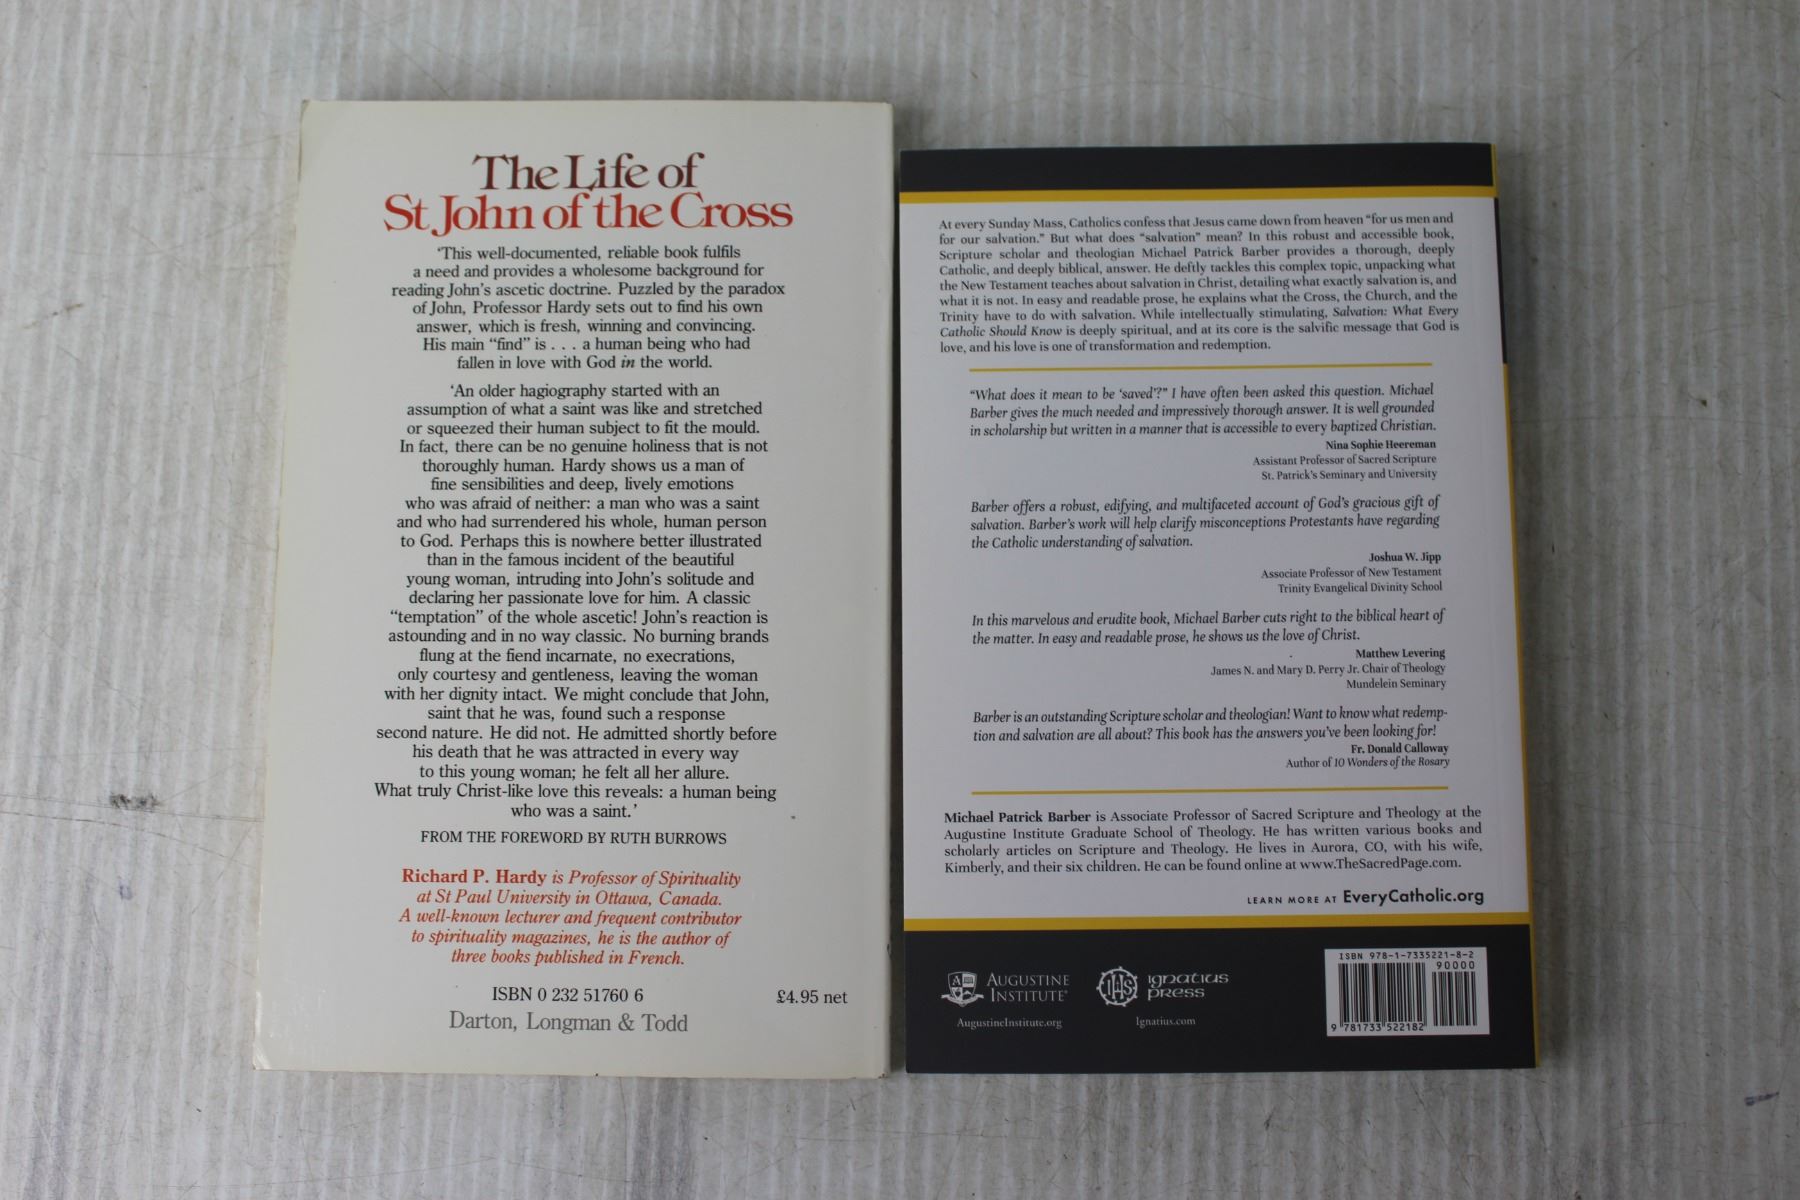 The Life of
St John of the Cross
‘This well-documented, reliable book fulfils
a need and provides a wholesome background for
reading John’s ascetic doctrine. Puzzled by the paradox
of John, Professor Hardy sets out to find his own
answer, which is fresh, winning and convincing.
His main “find” is . . . a human being who had
fallen in love with God in the world.
‘An older hagiography started with an
assumption of what a saint was like and stretched
or squeezed their human subject to fit the mould.
In fact, there can be no genuine holiness that is not
thoroughly human. Hardy shows us a man of
fine sensibilities and deep, lively emotions
who was afraid of neither: a man who was a saint
and who had surrendered his whole, human person
to God. Perhaps this is nowhere better illustrated
than in the famous incident of the beautiful
young woman, intruding into John’s solitude and
declaring her passionate love for him. A classic
“temptation” of the whole ascetic! John’s reaction is
astounding and in no way classic. No burning brands
flung at the fiend incarnate, no execrations,
only courtesy and gentleness, leaving the woman
with her dignity intact. We might conclude that John,
saint that he was, found such a response
second nature. He did not. He admitted shortly before
his death that he was attracted in every way
to this young woman; he felt all her allure.
What truly Christ-like love this reveals: a human being
who was a saint.’
FROM THE FOREWORD BY RUTH BURROWS
Richard P. Hardy is Professor of Spirituality
at St Paul University in Ottawa, Canada.
A well-known lecturer and frequent contributor
to spirituality magazines, he is the author of
three books published in French.
ISBN 0 232 51760 6
£4.95 net
Darton, Longman & Todd
At every Sunday Mass, Catholics confess that Jesus came down from heaven “for us men and
for our salvation.” But what does “salvation” mean? In this robust and accessible book,
Scripture scholar and theologian Michael Patrick Barber provides a thorough, deeply
Catholic, and deeply biblical, answer. He deftly tackles this complex topic, unpacking what
the New Testament teaches about salvation in Christ, detailing what exactly salvation is, and
what it is not. In easy and readable prose, he explains what the Cross, the Church, and the
Trinity have to do with salvation. While intellectually stimulating, Salvation: What Every
Catholic Should Know is deeply spiritual, and at its core is the salvific message that God is
love, and his love is one of transformation and redemption.
“What does it mean to be ‘saved’?” I have often been asked this question. Michael
Barber gives the much needed and impressively thorough answer. It is well grounded
in scholarship but written in a manner that is accessible to every baptized Christian.
Nina Sophie Heereman
Assistant Professor of Sacred Scripture
St. Patrick’s Seminary and University
Barber offers a robust, edifying, and multifaceted account of God’s gracious gift of
salvation. Barber’s work will help clarify misconceptions Protestants have regarding
the Catholic understanding of salvation.
Joshua W. Jipp
Associate Professor of New Testament
Trinity Evangelical Divinity School
In this marvelous and erudite book, Michael Barber cuts right to the biblical heart of
the matter. In easy and readable prose, he shows us the love of Christ.
Matthew Levering
James N. and Mary D. Perry Jr. Chair of Theology
Mundelein Seminary
Barber is an outstanding Scripture scholar and theologian! Want to know what redemp-
tion and salvation are all about? This book has the answers you’ve been looking for!
Fr. Donald Calloway
Author of 10 Wonders of the Rosary
Michael Patrick Barber is Associate Professor of Sacred Scripture and Theology at the
Augustine Institute Graduate School of Theology. He has written various books and
scholarly articles on Scripture and Theology. He lives in Aurora, CO, with his wife,
Kimberly, and their six children. He can be found online at www.TheSacredPage.com.
LEARN MORE AT EveryCatholic.org
AUGUSTINE
INSTITUTE
AugustineInstitute.org
IHS
ignatius
press
Ignatius.com
ISBN 978-1-7335221-8-2
90000
9 781733 522182